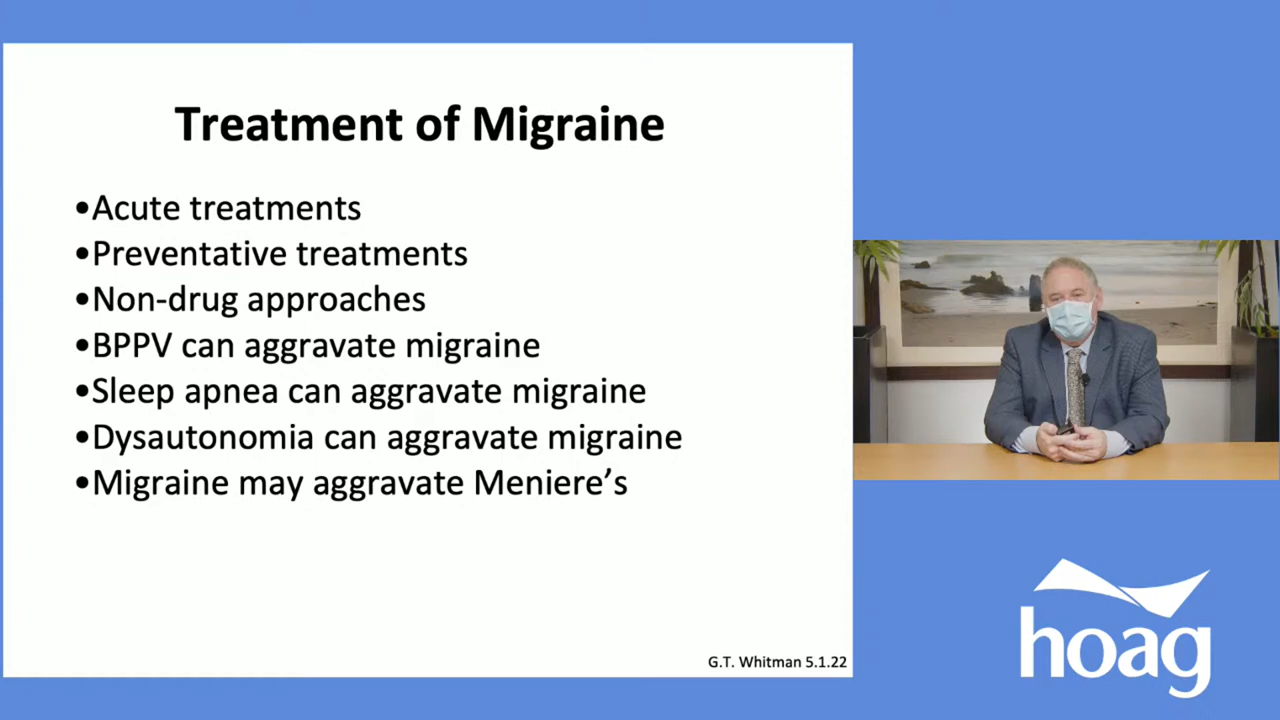 Treatment of Migraine
•Acute treatments
•Preventative treatments
•Non-drug approaches
•BPPV can aggravate migraine
•Sleep apnea can aggravate migraine
•Dysautonomia can aggravate migraine
•Migraine may aggravate Meniere’s
G.T. Whitman 5.1.22
hoag